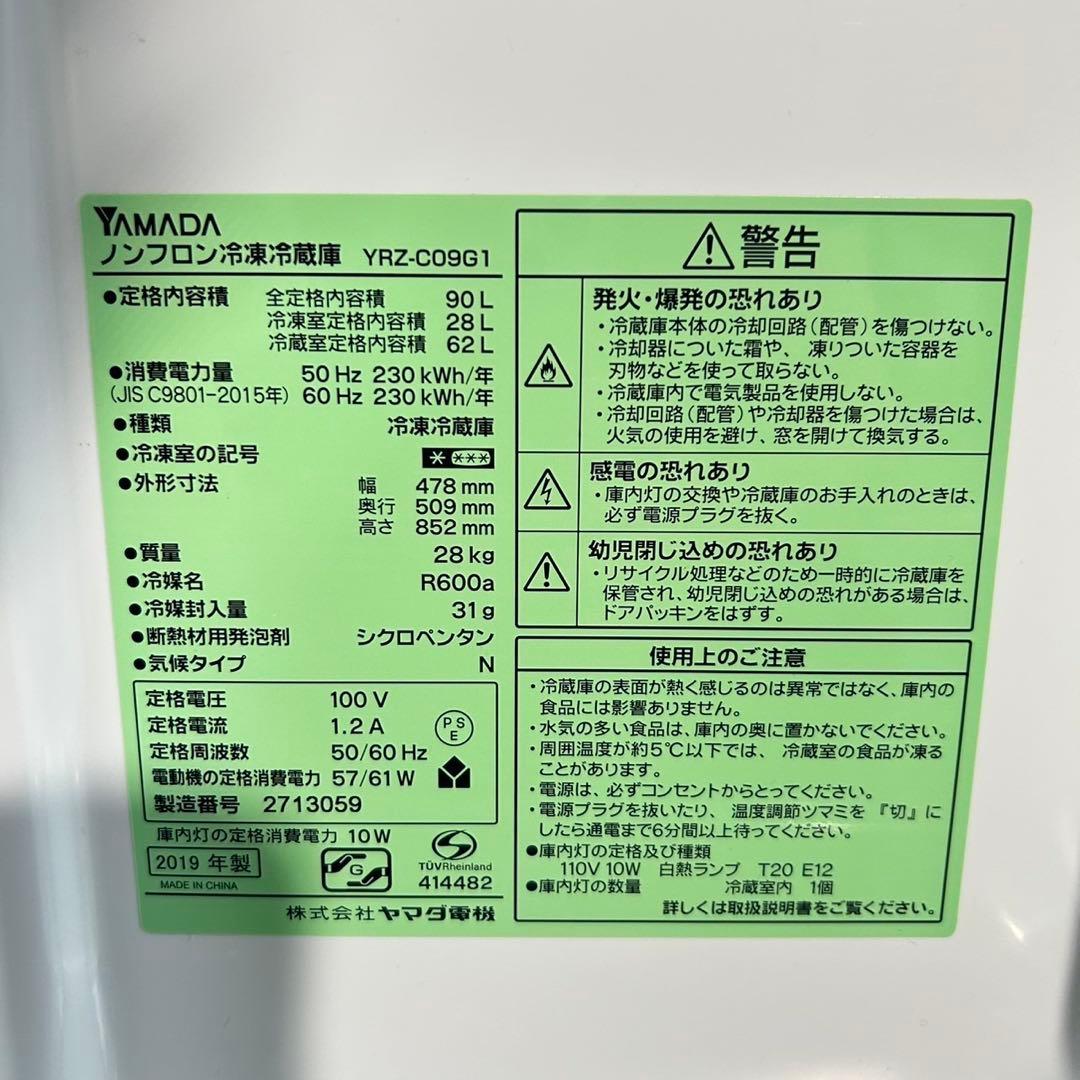 YAMADA
ノンフロン冷凍冷蔵庫 YRZ-C09G1
●定格内容積 全定格内容積 90 L
冷凍室定格内容積 28 L
冷蔵室定格内容積 62 L
●消費電力量 50 Hz 230 kWh/年
(JIS C9801-2015年) 60 Hz 230 kWh/年
●種類 冷凍冷蔵庫
●冷凍室の記号
●外形寸法 幅 478 mm
奥行 509 mm
高さ 852 mm
●質量 28 kg
●冷媒名 R600a
●冷媒封入量 31 g
●断熱材用発泡剤 シクロペンタン
●気候タイプ N
定格電圧 100 V
定格電流 1.2 A
PSE
定格周波数 50/60 Hz
電動機の定格消費電力 57/61 W
製造番号 2713059
庫内灯の定格消費電力 10 W
2019 年製
MADE IN CHINA
G
TÜVRheinland
414482
株式会社 ヤマダ電機
警告
発火・爆発の恐れあり
・冷蔵庫本体の冷却回路(配管)を傷つけない。
・冷却器についた霜や、 凍りついた容器を
刃物などを使って取らない。
・冷蔵庫内で電気製品を使用しない。
・冷却回路(配管)や冷却器を傷つけた場合は、
火気の使用を避け、窓を開けて換気する。
感電の恐れあり
・庫内灯の交換や冷蔵庫のお手入れのときは、
必ず電源プラグを抜く。
幼児閉じ込めの恐れあり
・リサイクル処理などのため一時的に冷蔵庫を
保管され、幼児閉じ込めの恐れがある場合は、
ドアパッキンをはずす。
使用上のご注意
・冷蔵庫の表面が熱く感じるのは異常ではなく、庫内の
食品には影響ありません。
・水気の多い食品は、庫内の奥に置かないでください。
・周囲温度が約5℃以下では、 冷蔵室の食品が凍る
ことがあります。
・電源は、必ずコンセントからとってください。
・電源プラグを抜いたり、 温度調節ツマミを 『切』に
したら通電まで6分間以上待ってください。
●庫内灯の定格及び種類
110V 10W 白熱ランプ T20 E12
●庫内灯の数量 冷蔵室内 1個
詳しくは取扱説明書をご覧ください。